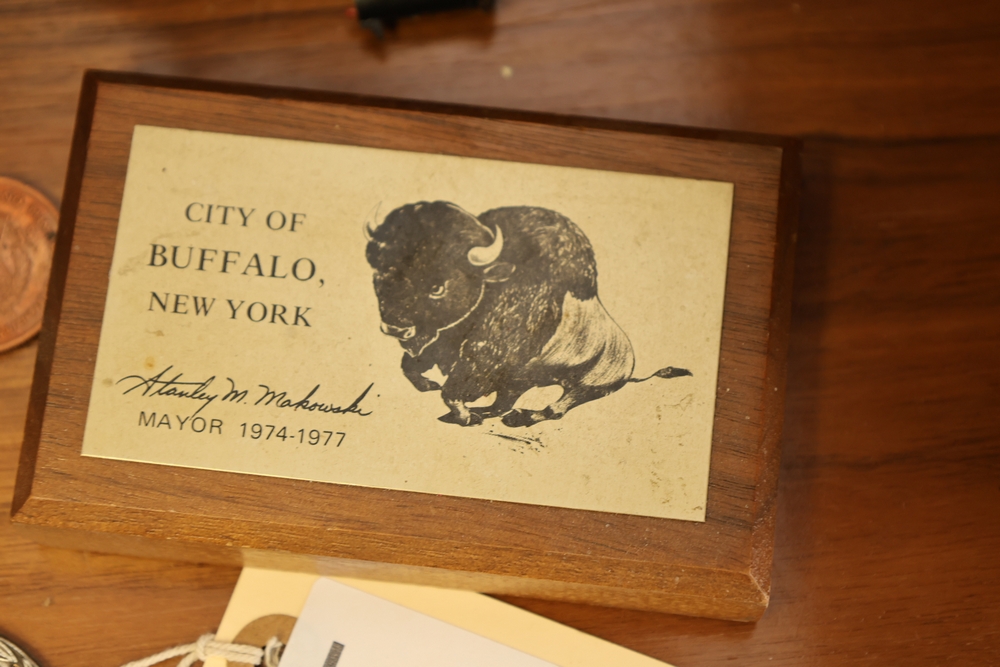 CITY OF
BUFFALO,
NEW YORK
Stanley M. Makowski
MAYOR 1974-1977